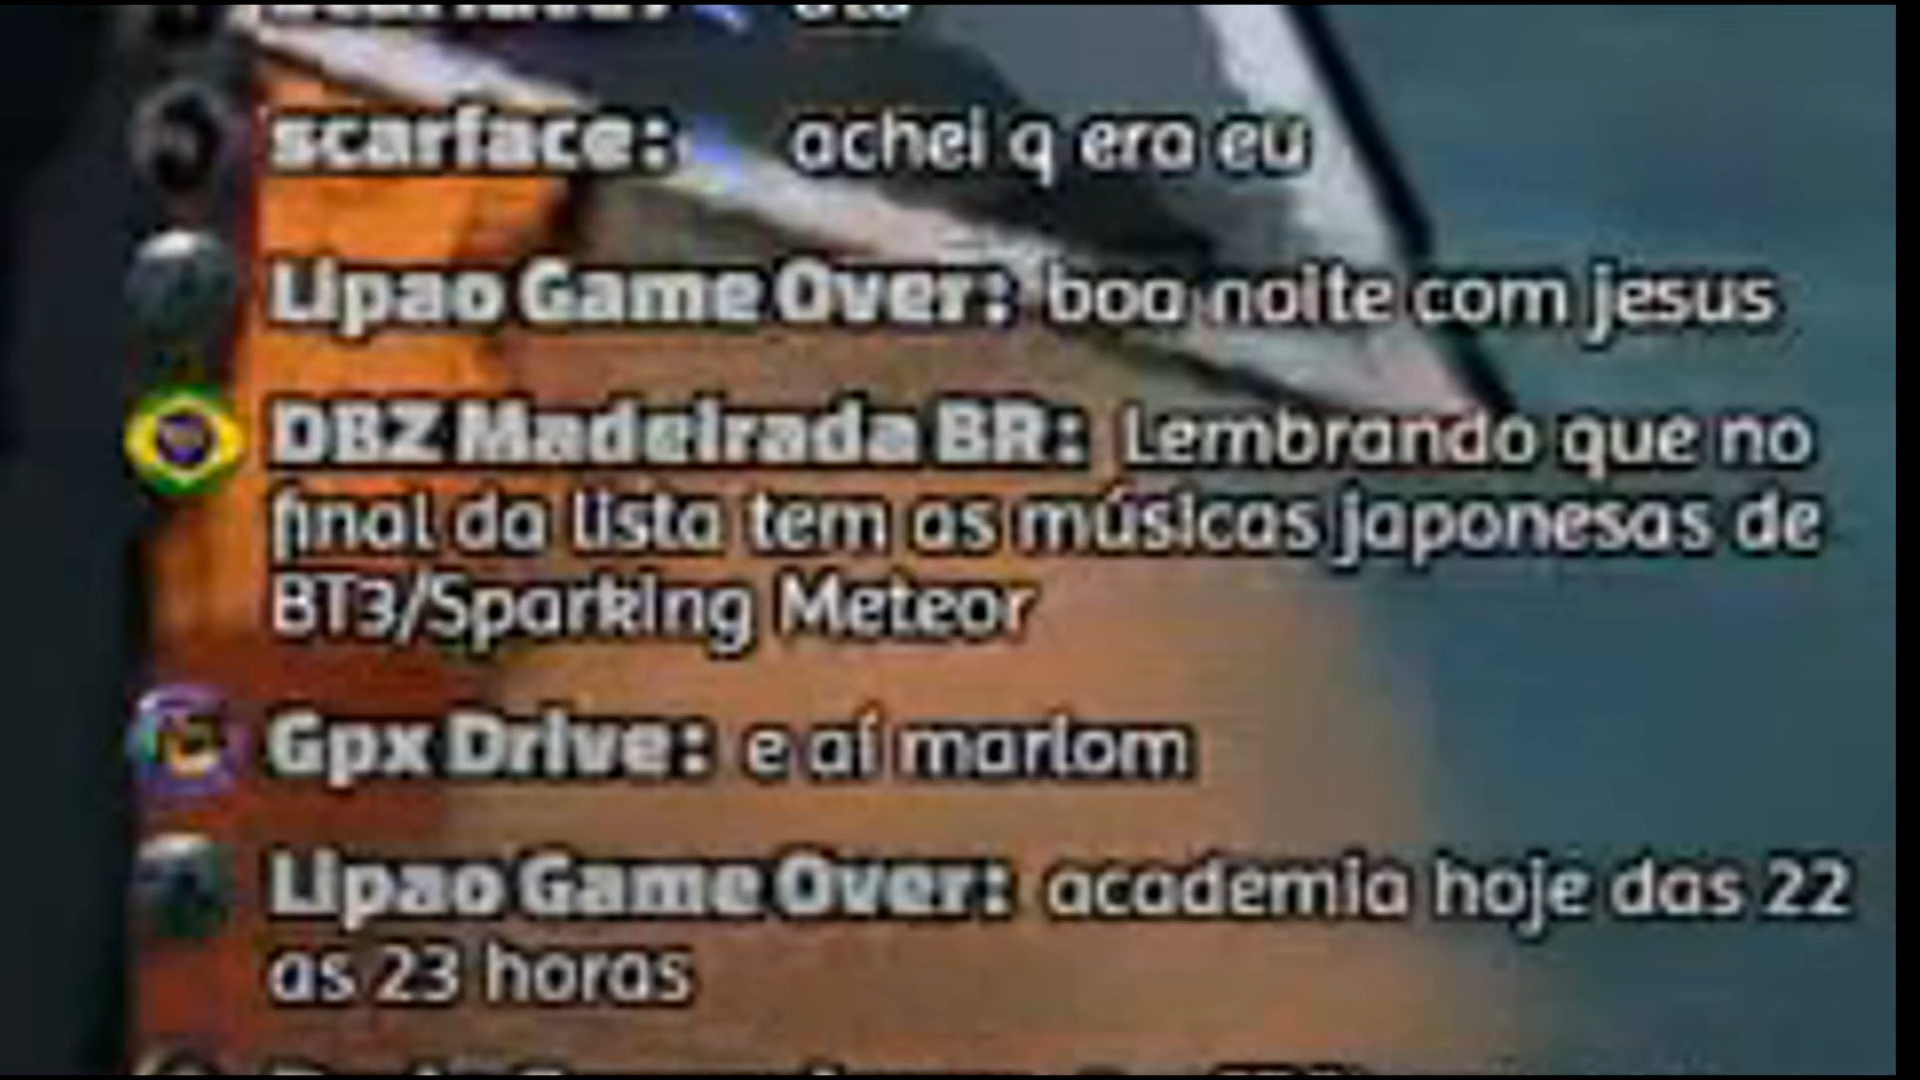 scarface: achei q era eu
Lipao Game Over: boa noite com jesus
DBZ Madeirada BR: Lembrando que no
final da lista tem as músicas japonesas de
BT3/Sparking Meteor
Gpx Drive: e aí marlom
Lipao Game Over: academia hoje das 22
as 23 horas